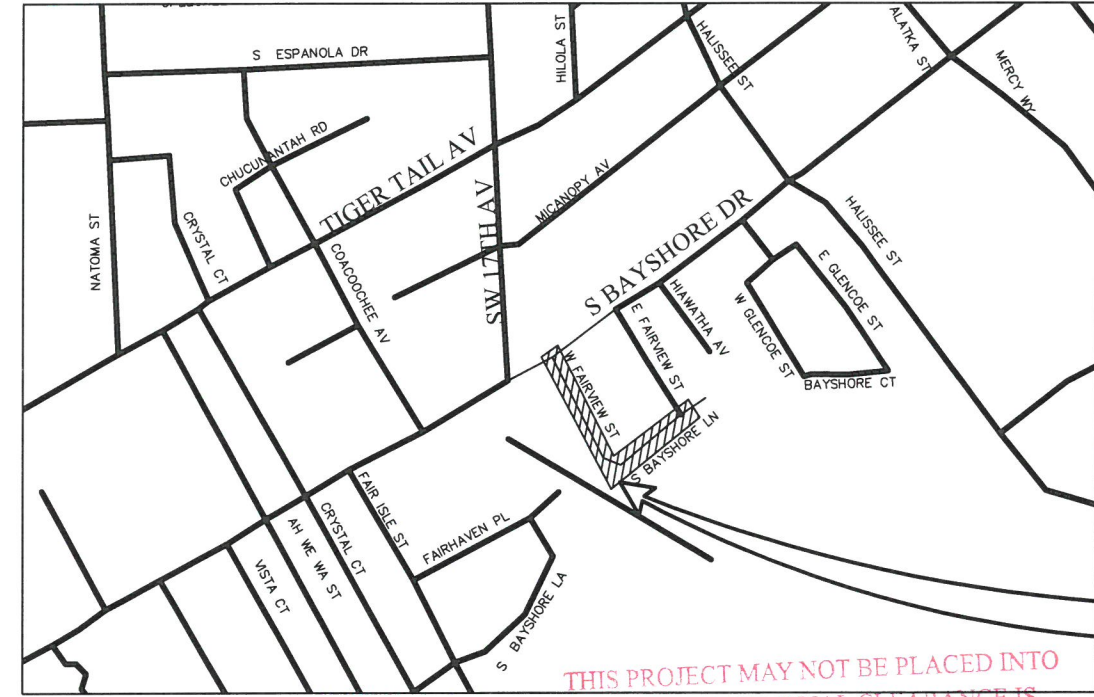 S ESPANOLA DR
HILOLA ST
HALISSEE ST
ALATKA ST
MERCY WY
CHUCUNANTAH RD
TIGER TAIL AV
MICANOPY AV
NATOMA ST
CRYSTAL CT
COACOOCHEE AV
SW 17TH AV
S BAYSHORE DR
HALISSEE ST
E GLENCOE ST
W GLENCOE ST
BAYSHORE CT
HIAWATHA AV
E FAIRVIEW ST
W FAIRVIEW ST
S BAYSHORE LN
FAIR ISLE ST
CRYSTAL CT
AH WE WA ST
VISTA CT
FAIRHAVEN PL
S BAYSHORE LA
THIS PROJECT MAY NOT BE PLACED INTO